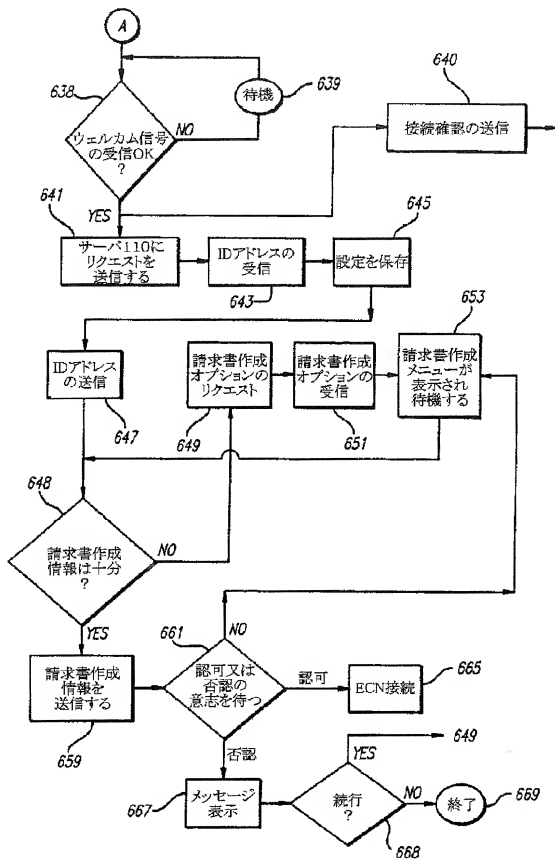 A
638
待機
639
640
ウェルカム信号
の受信OK
?
NO
接続確認の送信
641
YES
サーバ110に
リクエストを
送信する
IDアドレスの
受信
643
645
設定を保存
653
IDアドレス
の送信
647
請求書作成
オプションの
リクエスト
649
請求書作成
オプションの
受信
651
請求書作成
メニューが
表示され
待機する
648
請求書作成
情報は十分
?
NO
YES
661
NO
請求書作成
情報を
送信する
659
認可又は
否認の
意志を待つ
認可
ECN接続
665
否認
649
YES
667
メッセージ
表示
続行
?
668
NO
終了
669